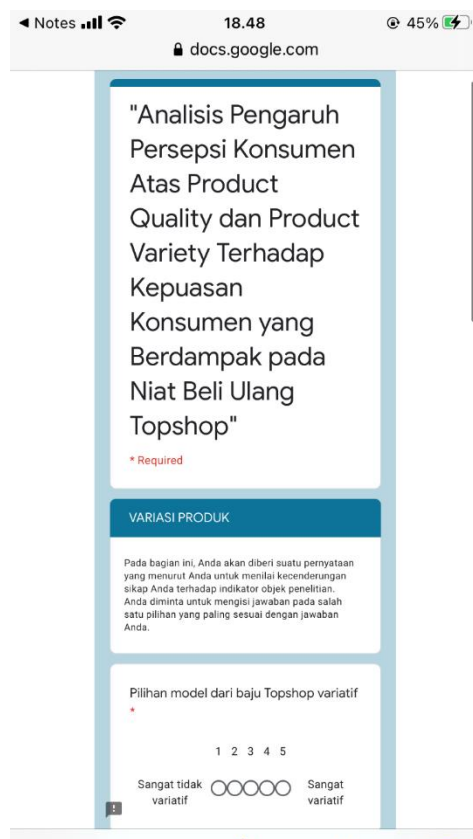 ◄ Notes 18.48 45%
docs.google.com
"Analisis Pengaruh
Persepsi Konsumen
Atas Product
Quality dan Product
Variety Terhadap
Kepuasan
Konsumen yang
Berdampak pada
Niat Beli Ulang
Topshop"
* Required
VARIASI PRODUK
Pada bagian ini, Anda akan diberi suatu pernyataan
yang menurut Anda untuk menilai kecenderungan
sikap Anda terhadap indikator objek penelitian.
Anda diminta untuk mengisi jawaban pada salah
satu pilihan yang paling sesuai dengan jawaban
Anda.
Pilihan model dari baju Topshop variatif
*
1 2 3 4 5
Sangat tidak Sangat
variatif variatif